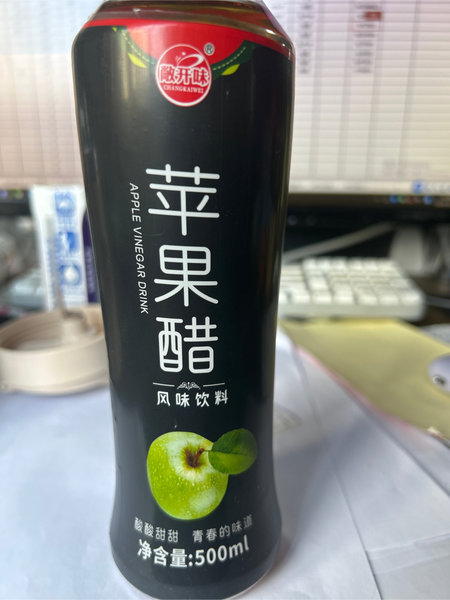 敞开味
CHANGKAIWEI
®
苹果醋
APPLE VINEGAR DRINK
风味饮料
酸酸甜甜 青春的味道
净含量:500ml